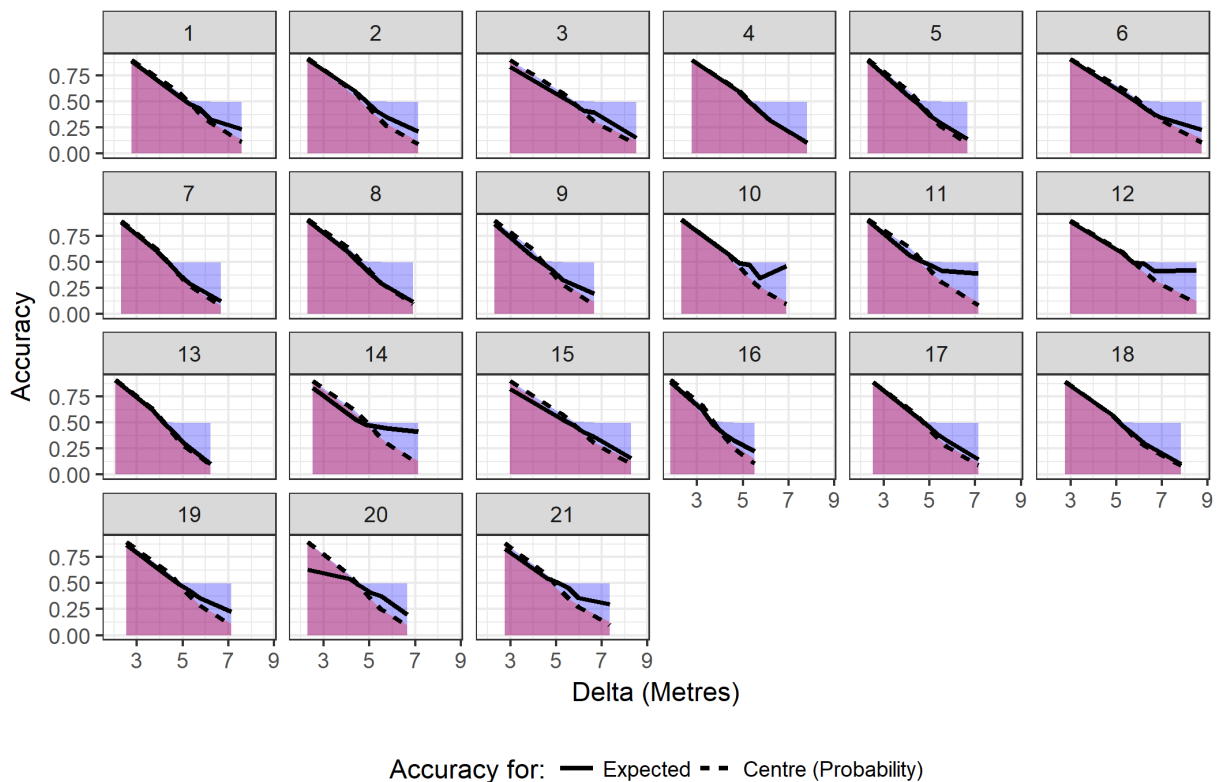 1 2 3 4 5 6
0.75
0.50
0.25
0.00
7 8 9 10 11 12
0.75
0.50
0.25
0.00
13 14 15 16 17 18
0.75
0.50
0.25
0.00
3 5 7 9 3 5 7 9 3 5 7 9
19 20 21
0.75
0.50
0.25
0.00
3 5 7 9 3 5 7 9 3 5 7 9
Accuracy
Delta (Metres)
Accuracy for: Expected Centre (Probability)